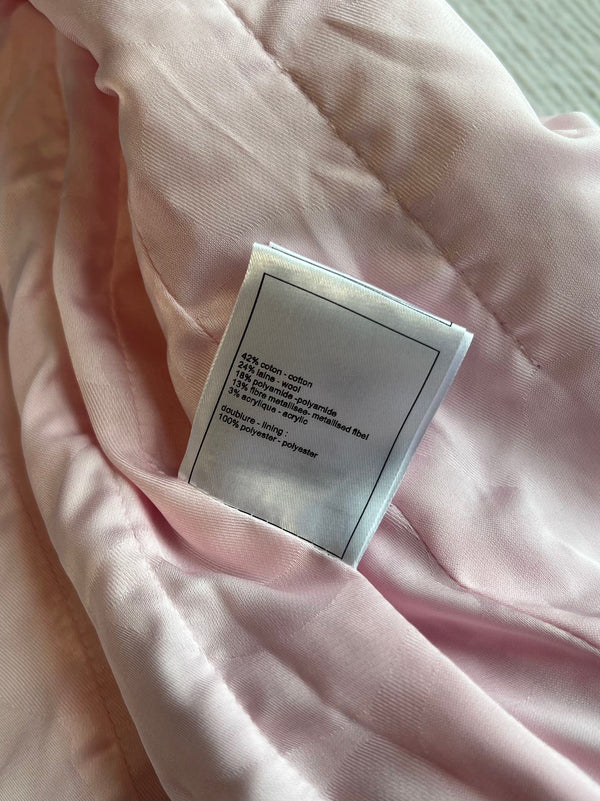 42% coton - cotton
24% laine - wool
18% polyamide -polyamide
13% fibre metallisee- metallised fibel
3% acrylique - acrylic
doublure - lining :
100% polyester - polyester